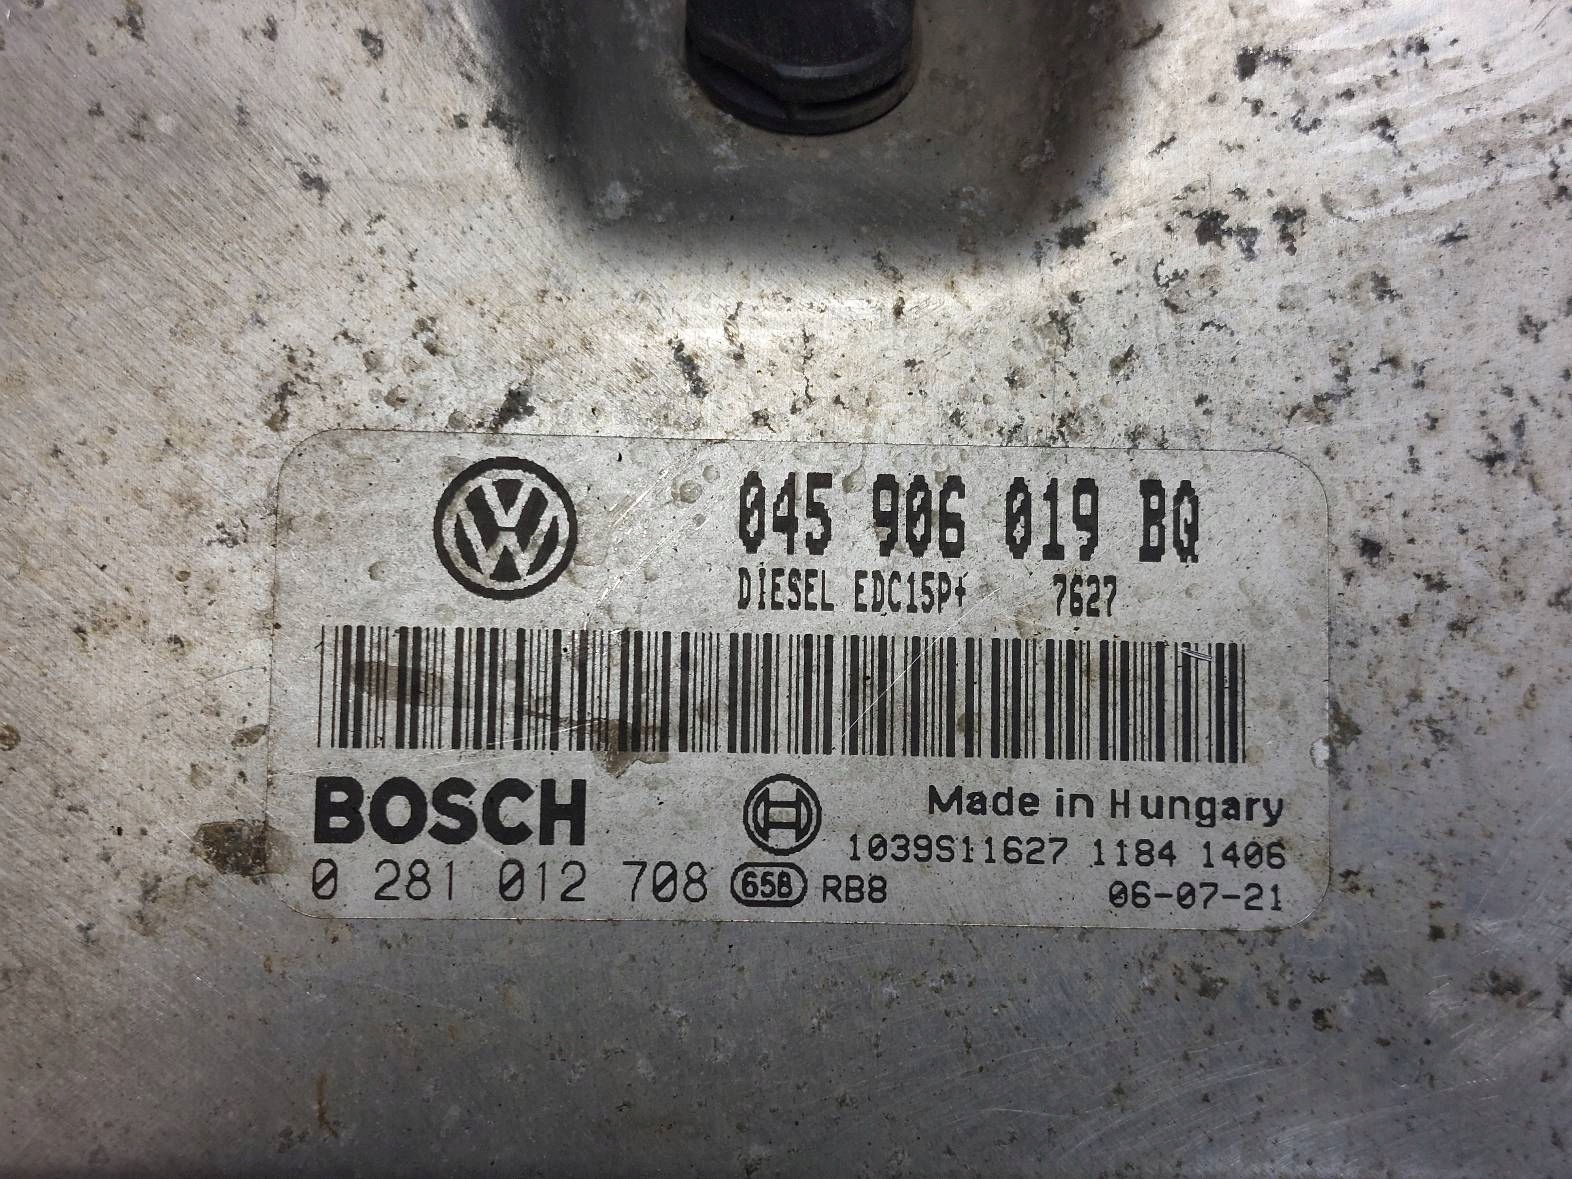 045 906 019 BQ
DIESEL EDC15P+ 7627
BOSCH
Made in Hungary
1039S11627 1184 1406
0 281 012 708 65B RB8 06-07-21